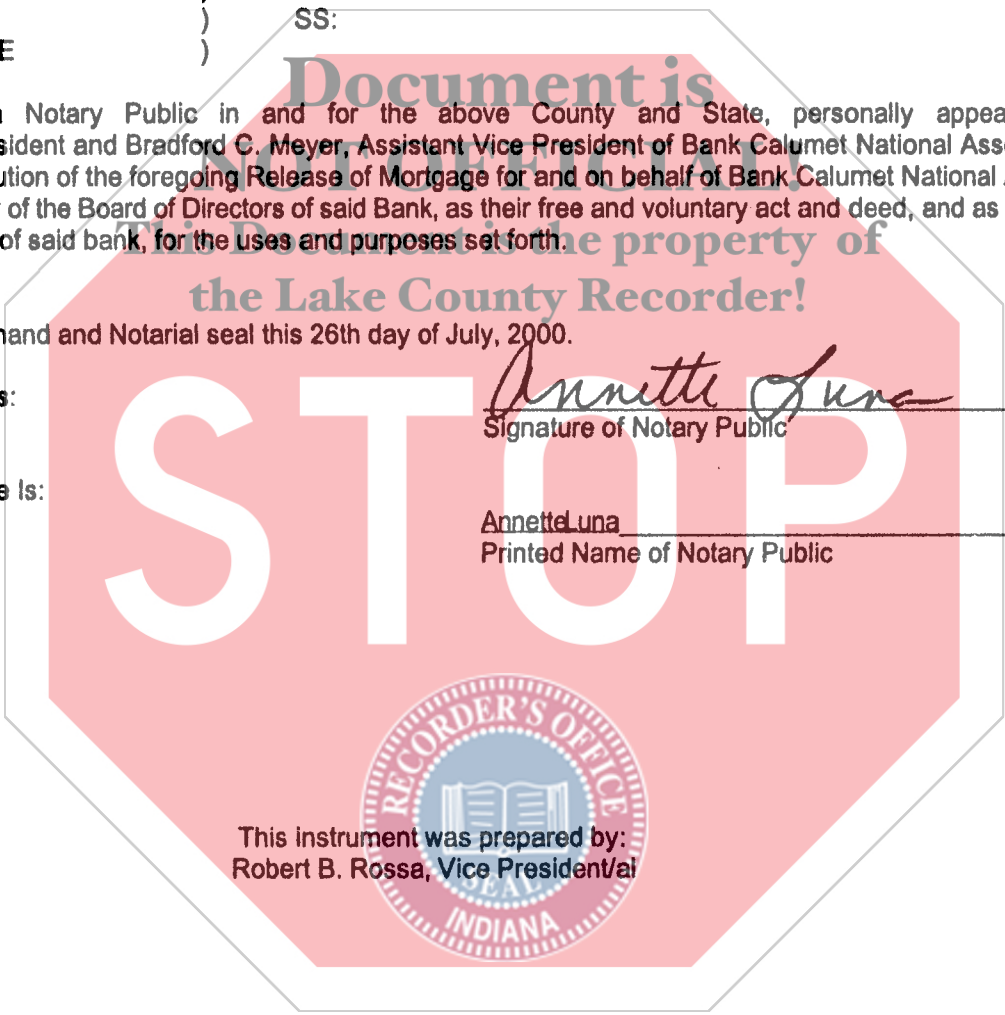 ) SS:
E )
Document is
Notary Public in and for the above County and State, personally appea
sident and Bradford C. Meyer, Assistant Vice President of Bank Calumet National Ass
NOT OFFICIAL!
ution of the foregoing Release of Mortgage for and on behalf of Bank Calumet National
of the Board of Directors of said Bank, as their free and voluntary act and deed, and as
of said bank, for the uses and purposes set forth.
This Document is the property of
the Lake County Recorder!
hand and Notarial seal this 26th day of July, 2000.
s:
Annette Luna
Signature of Notary Public
e Is:
AnnetteLuna
Printed Name of Notary Public
STOP
RECORDER'S OFFICE
This instrument was prepared by:
Robert B. Rossa, Vice President/al
SEAL
INDIANA